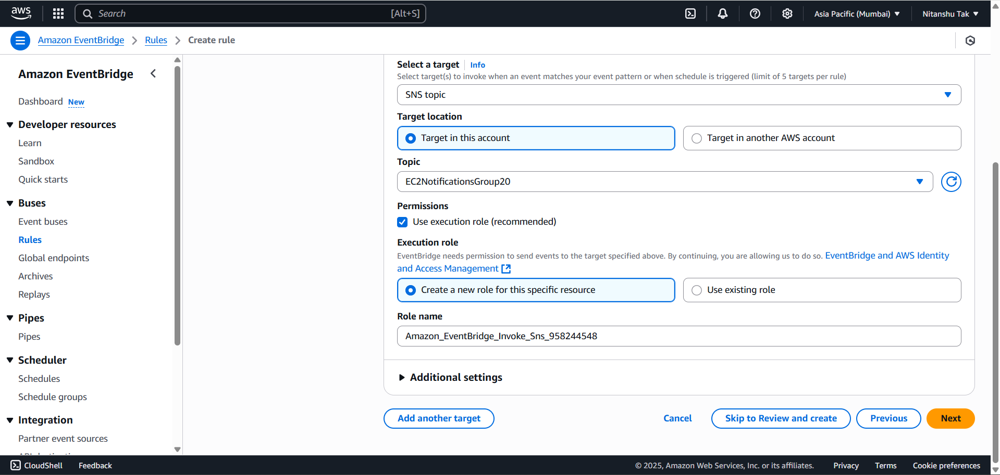 aws
Search [Alt+S]
Asia Pacific (Mumbai)
Nitanshu Tak
Amazon EventBridge
Rules
Create rule
Amazon EventBridge
Dashboard New
Developer resources
Learn
Sandbox
Quick starts
Buses
Event buses
Rules
Global endpoints
Archives
Replays
Pipes
Pipes
Scheduler
Schedules
Schedule groups
Integration
Partner event sources
Select a target Info
Select target(s) to invoke when an event matches your event pattern or when schedule is triggered (limit of 5 targets per rule)
SNS topic
Target location
Target in this account
Target in another AWS account
Topic
EC2NotificationsGroup20
Permissions
Use execution role (recommended)
Execution role
EventBridge needs permission to send events to the target specified above. By continuing, you are allowing us to do so. EventBridge and AWS Identity
and Access Management
Create a new role for this specific resource
Use existing role
Role name
Amazon_EventBridge_Invoke_Sns_958244548
Additional settings
Add another target
Cancel
Skip to Review and create
Previous
Next
CloudShell
Feedback
© 2025, Amazon Web Services, Inc. or its affiliates.
Privacy
Terms
Cookie preferences